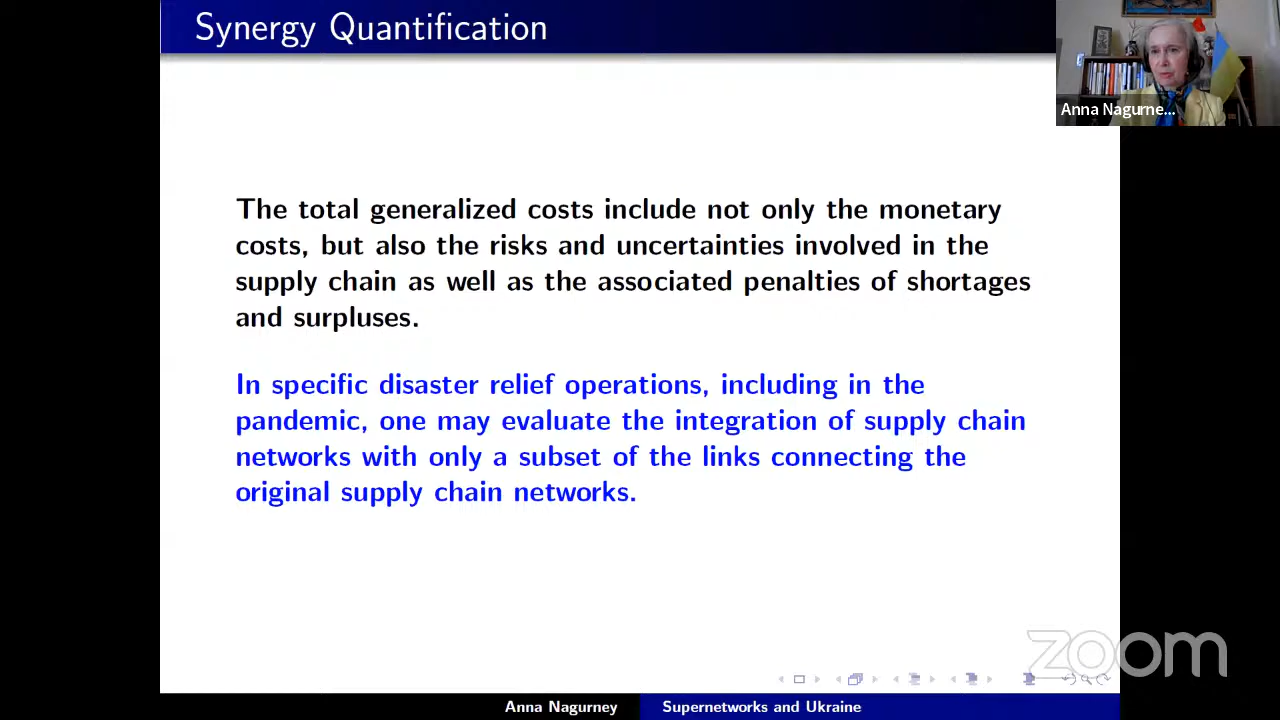 Synergy Quantification
Anna Nagurne...
The total generalized costs include not only the monetary
costs, but also the risks and uncertainties involved in the
supply chain as well as the associated penalties of shortages
and surpluses.
In specific disaster relief operations, including in the
pandemic, one may evaluate the integration of supply chain
networks with only a subset of the links connecting the
original supply chain networks.
zoom
Anna Nagurney
Supernetworks and Ukraine